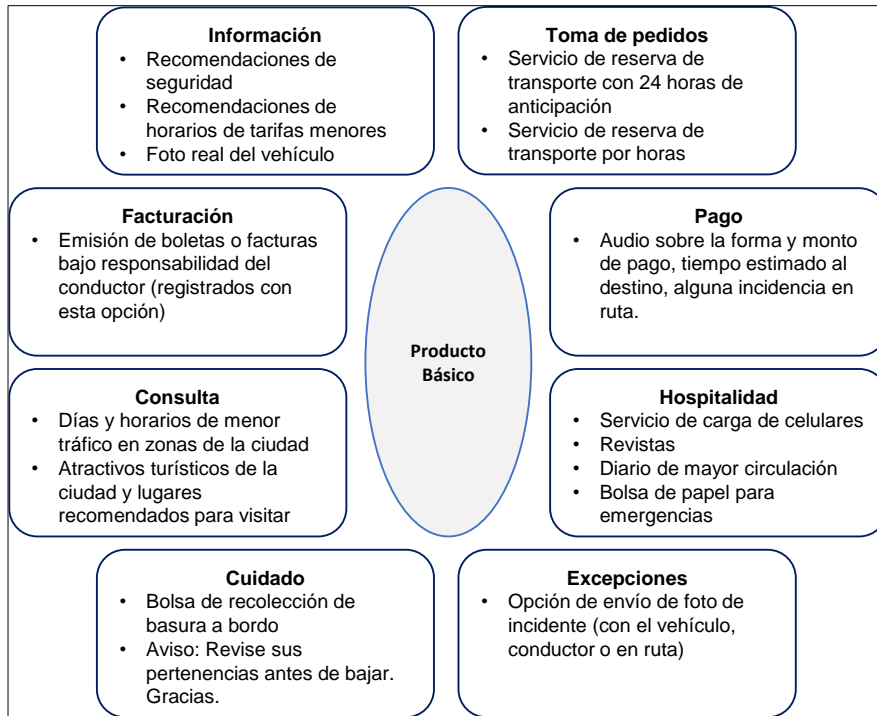 Información
• Recomendaciones de
seguridad
• Recomendaciones de
horarios de tarifas menores
• Foto real del vehículo
Toma de pedidos
• Servicio de reserva de
transporte con 24 horas de
anticipación
• Servicio de reserva de
transporte por horas
Facturación
• Emisión de boletas o facturas
bajo responsabilidad del
conductor (registrados con
esta opción)
Pago
• Audio sobre la forma y monto
de pago, tiempo estimado al
destino, alguna incidencia en
ruta.
Producto
Básico
Consulta
• Días y horarios de menor
tráfico en zonas de la ciudad
• Atractivos turísticos de la
ciudad y lugares
recomendados para visitar
Hospitalidad
• Servicio de carga de celulares
• Revistas
• Diario de mayor circulación
• Bolsa de papel para
emergencias
Cuidado
• Bolsa de recolección de
basura a bordo
• Aviso: Revise sus
pertenencias antes de bajar.
Gracias.
Excepciones
• Opción de envío de foto de
incidente (con el vehículo,
conductor o en ruta)